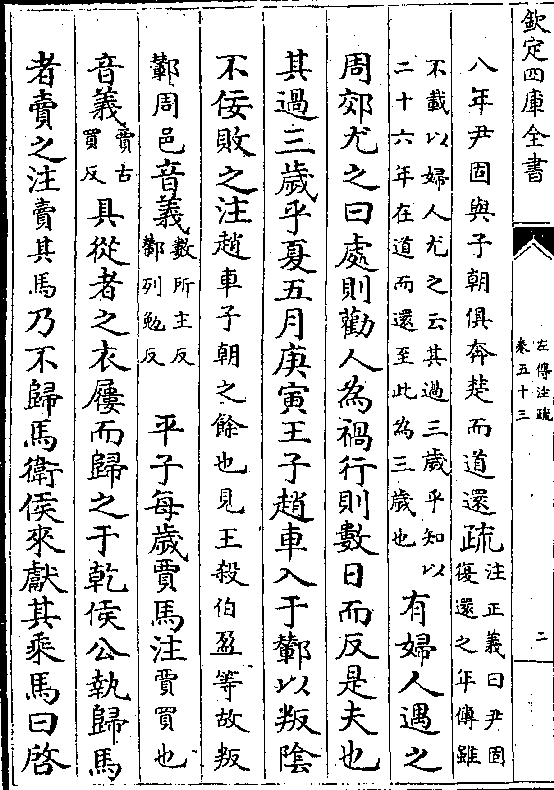 欽定四庫全書
左傳注疏
卷五十三
二
八年尹固與子朝俱奔楚而道還疏
注正義曰尹固
復還之年傳雖
不載以婦人尤之云其過三歲乎知以
二十六年在道而還至此為三歲也
有婦人遇之
周郊尤之曰處則勸人為禍行則數日而反是夫也
其過三歲乎夏五月庚寅王子趙車入于鄻以叛陰
不佞敗之注趙車子朝之餘也見王殺伯盈等故叛
鄻周邑音義
數所主反
鄻列勉反
平子每歲賈馬注賈買也
音義
賈古
買反
具從者之衣屨而歸之于乾侯公執歸馬
者賣之注賣其馬乃不歸馬衛侯來獻其乘馬曰啓